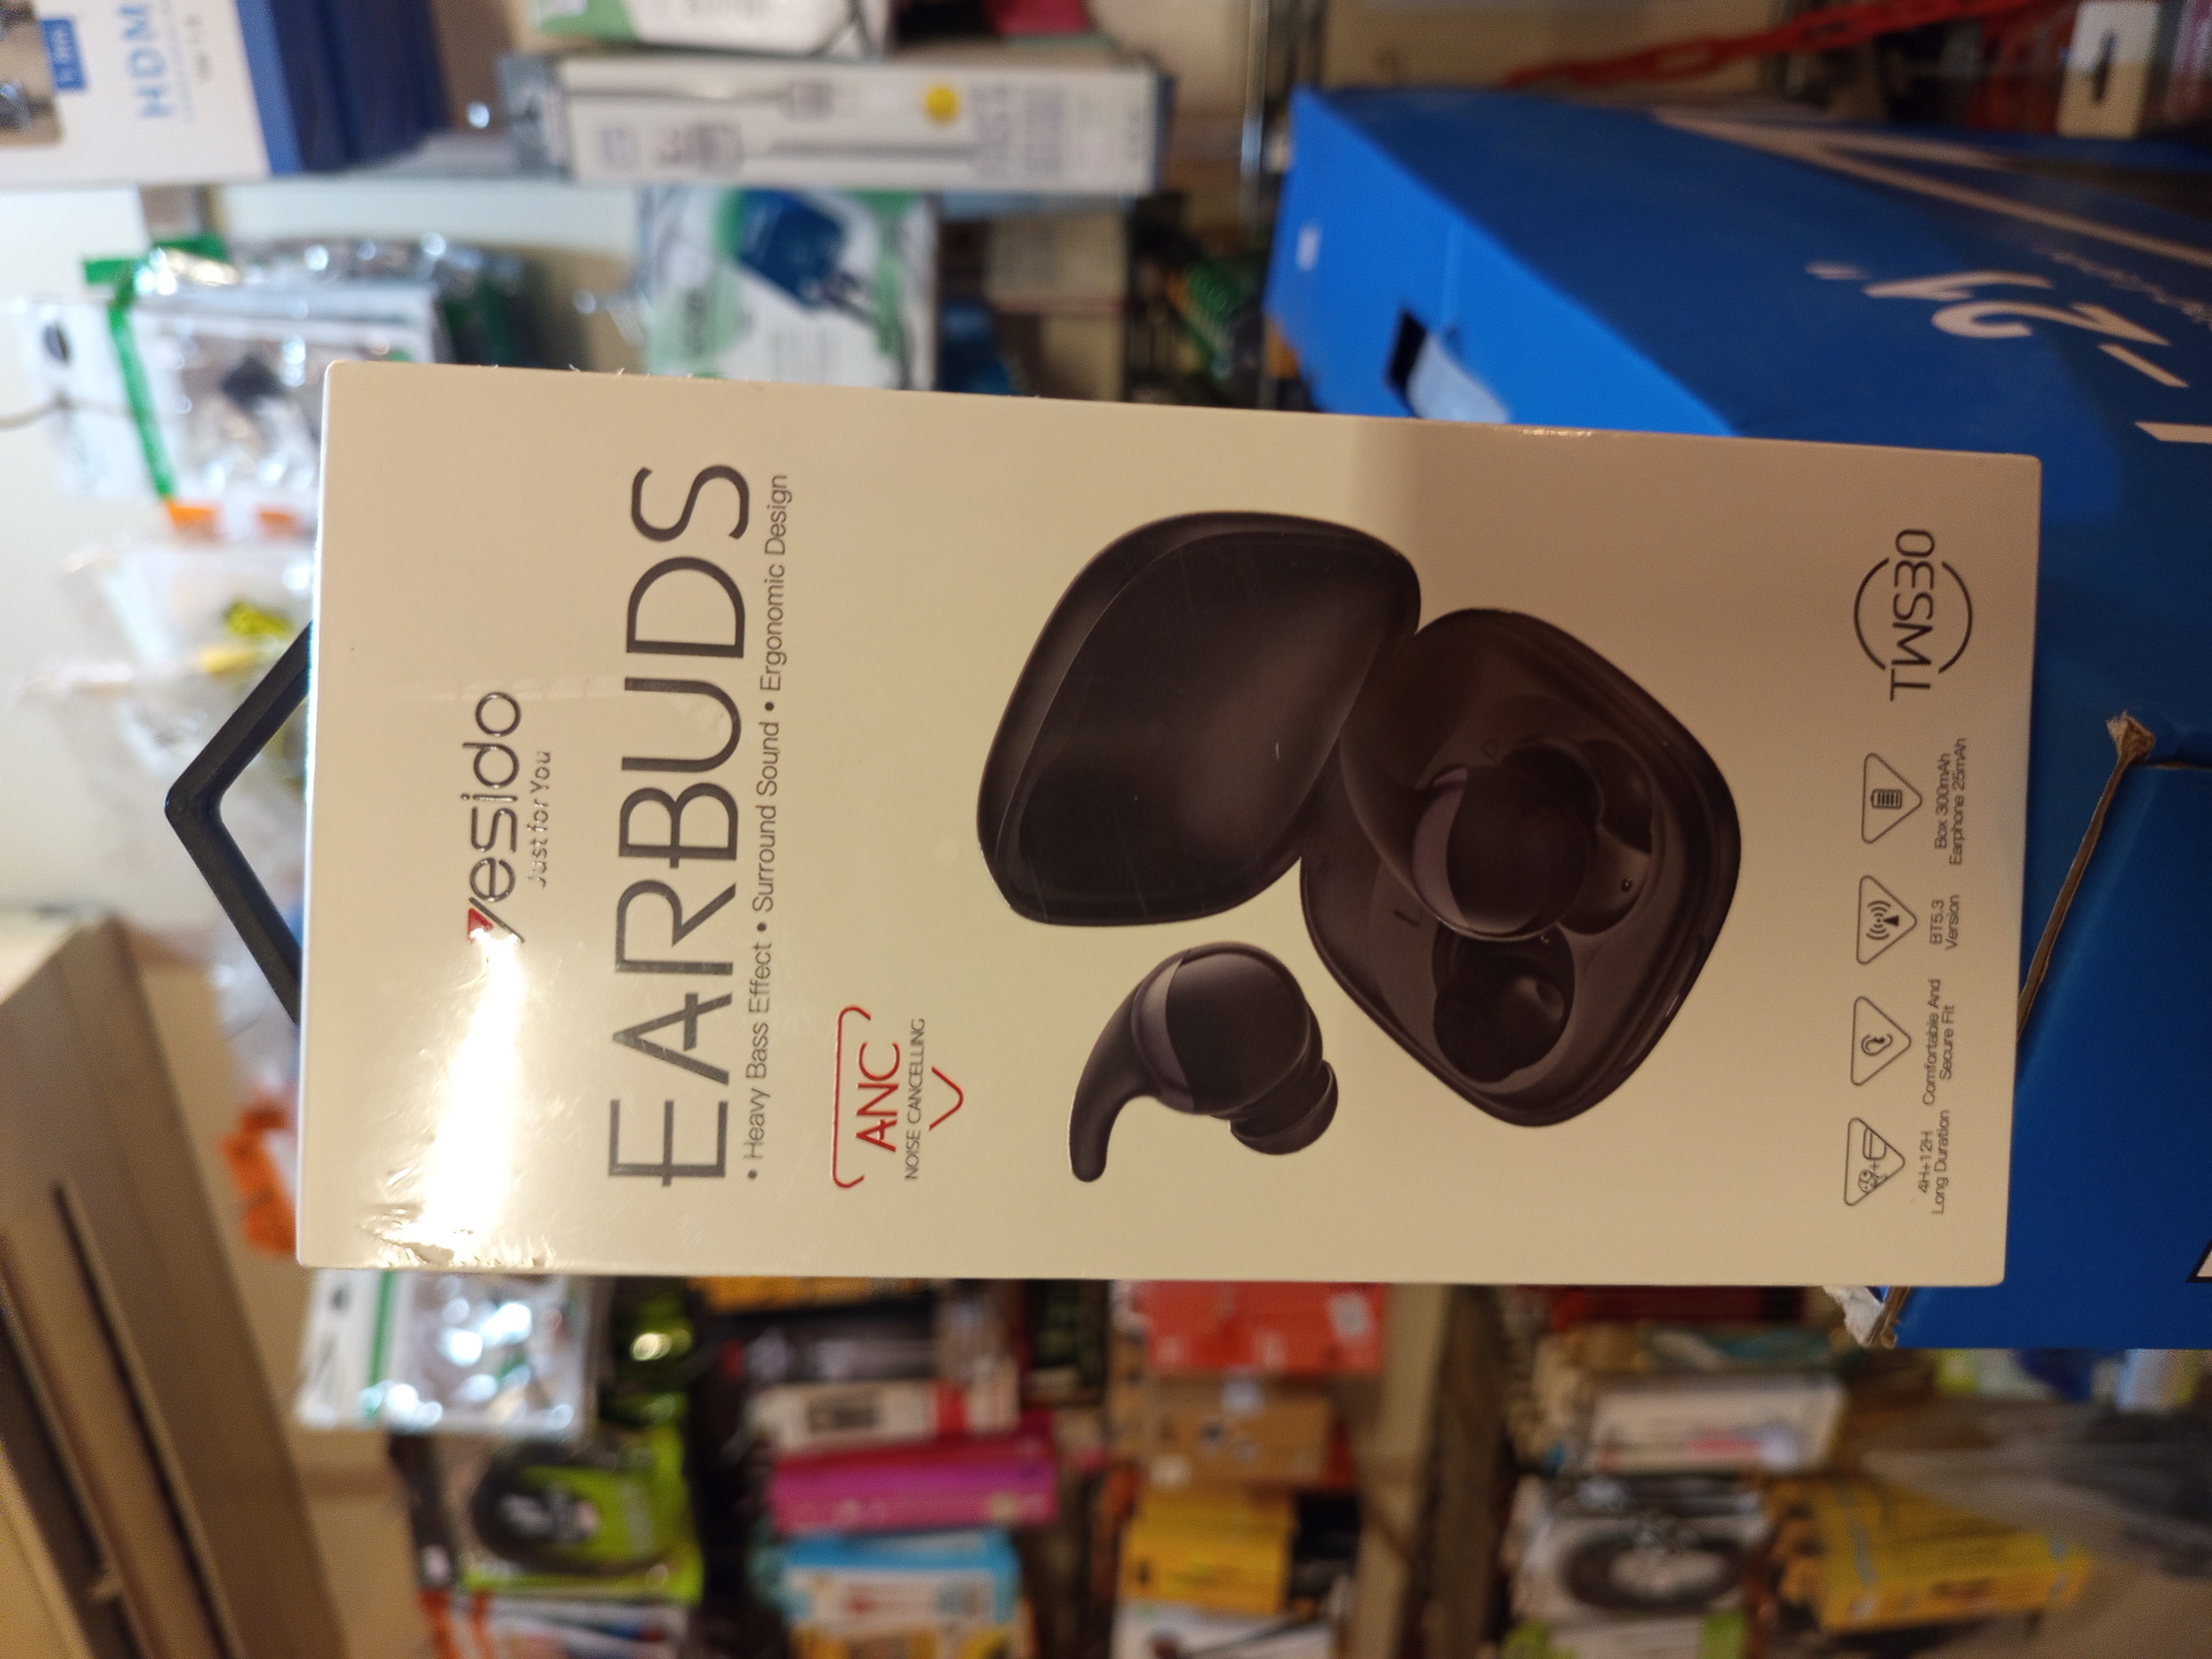 yesido
Just for You
EARBUDS
• Heavy Bass Effect • Surround Sound • Ergonomic Design
ANC
NOISE CANCELLING
L
4H+12H
Long Duration
Comfortable And
Secure Fit
BT5.3
Version
Box 300mAh
Earphone 25mAh
TWS30
HDMI